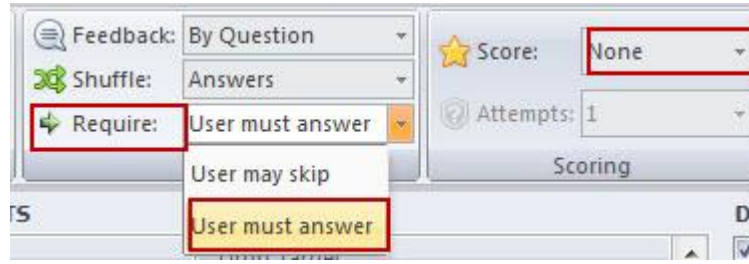 Feedback: By Question
Shuffle: Answers
Require: User must answer
User may skip
User must answer
Score: None
Attempts: 1
Scoring
TS
D